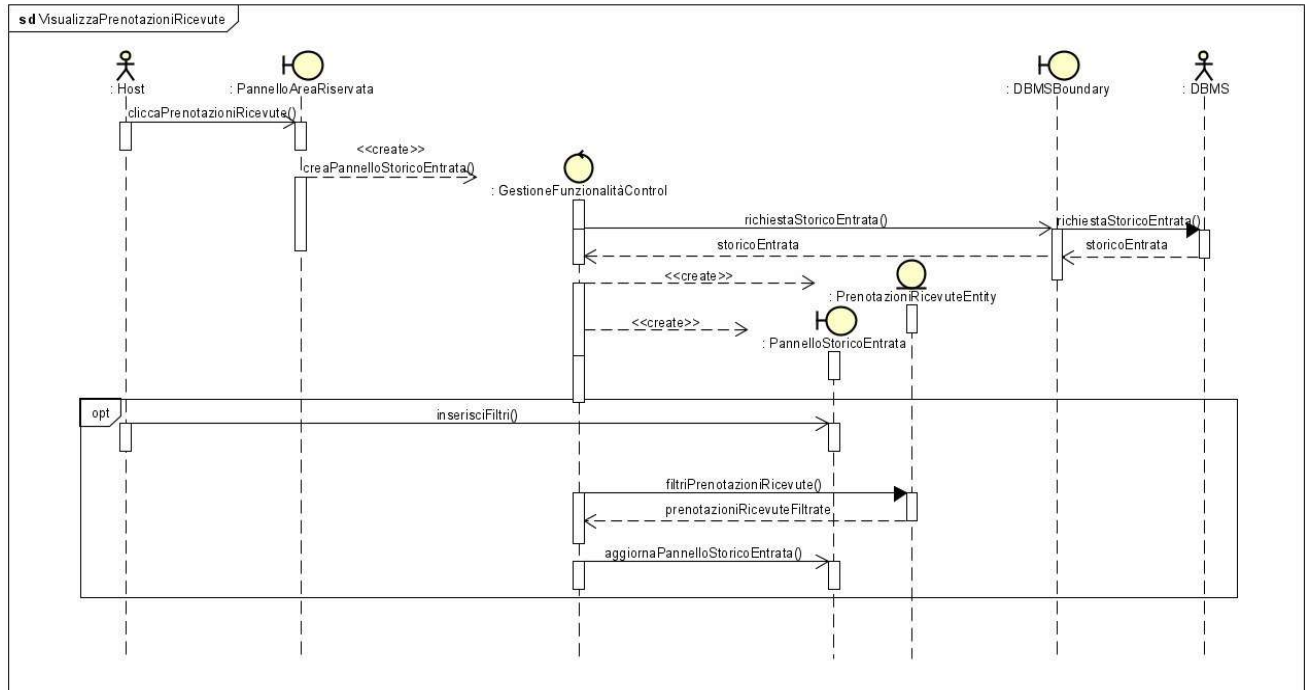 sd VisualizzaPrenotazioniRicevute
: Host
: PannelloAreaRiservata
: DBMSBoundary
: DBMS
cliccaPrenotazioniRicevute()
<<create>>
creaPannelloStoricoEntrata()
: GestioneFunzionalitàControl
richiestaStoricoEntrata()
richiestaStoricoEntrata()
storicoEntrata
storicoEntrata
<<create>>
: PrenotazioniRicevuteEntity
<<create>>
: PannelloStoricoEntrata
opt
inserisciFiltri()
filtriPrenotazioniRicevute()
prenotazioniRicevuteFiltrate
aggiornaPannelloStoricoEntrata()